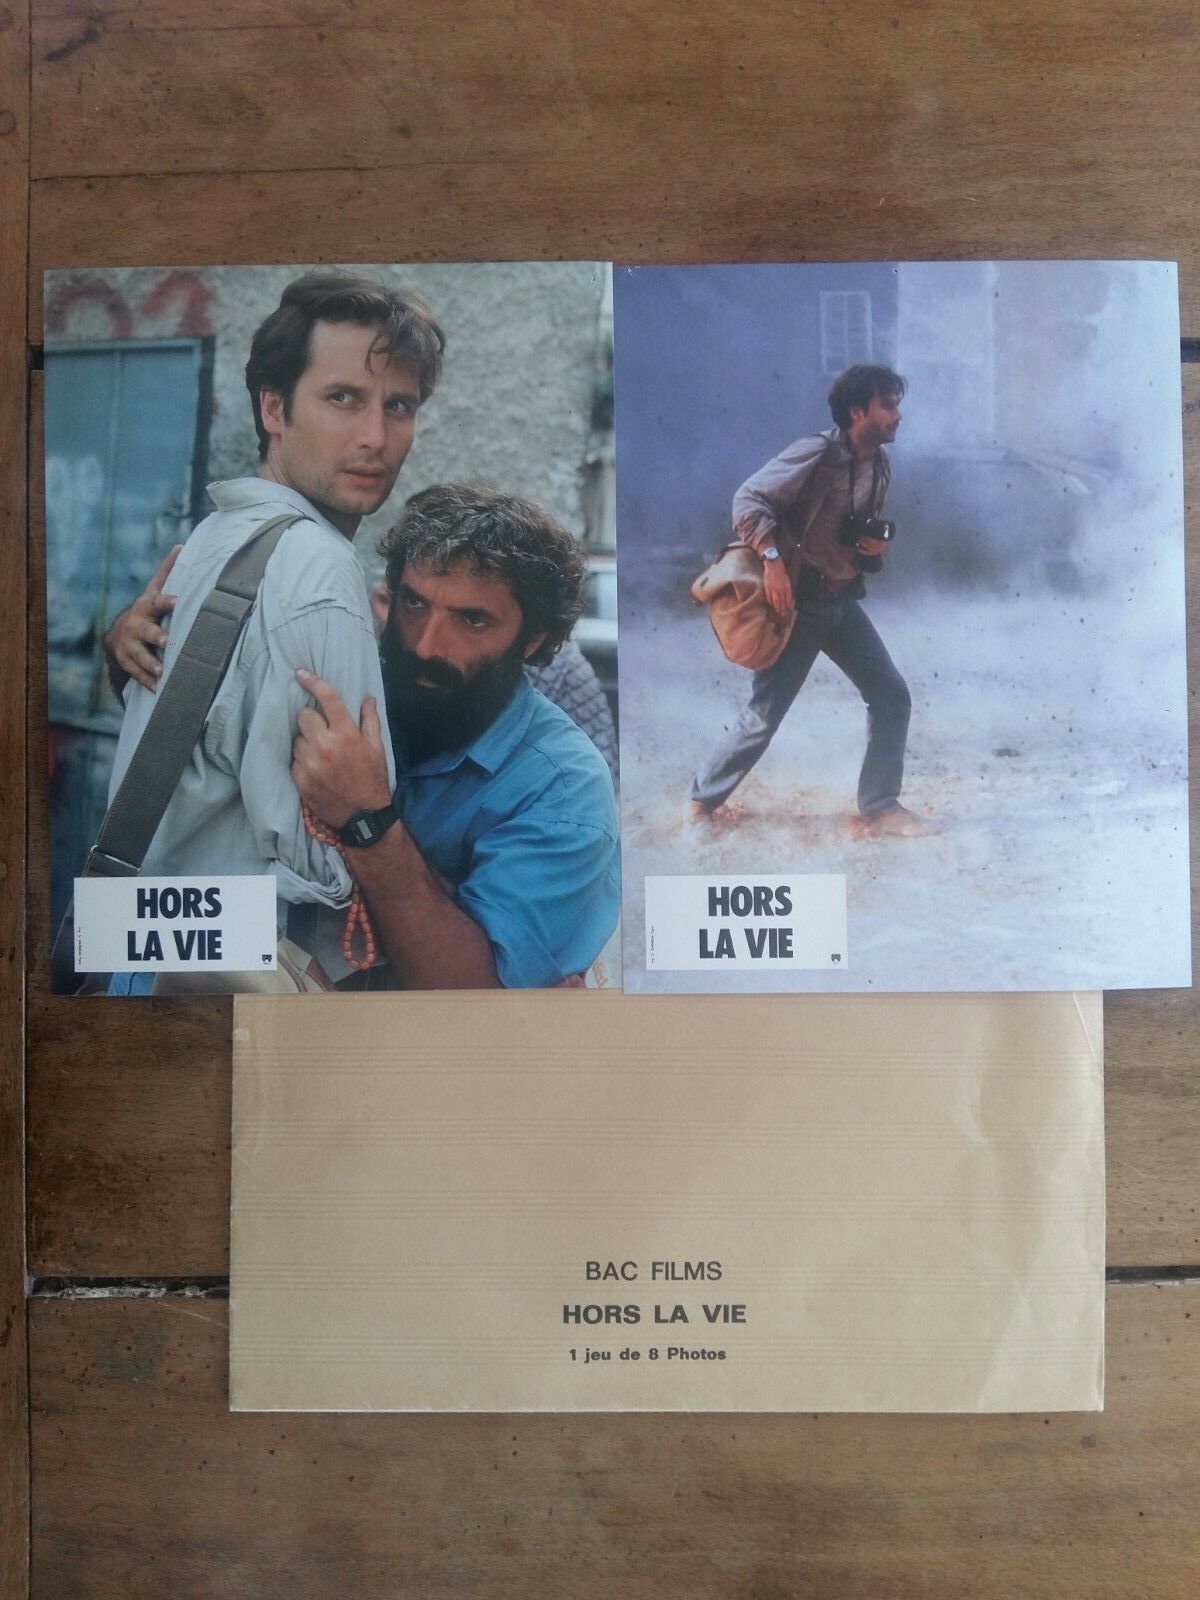 HORS
LA VIE
HORS
LA VIE
BAC FILMS
HORS LA VIE
1 jeu de 8 Photos